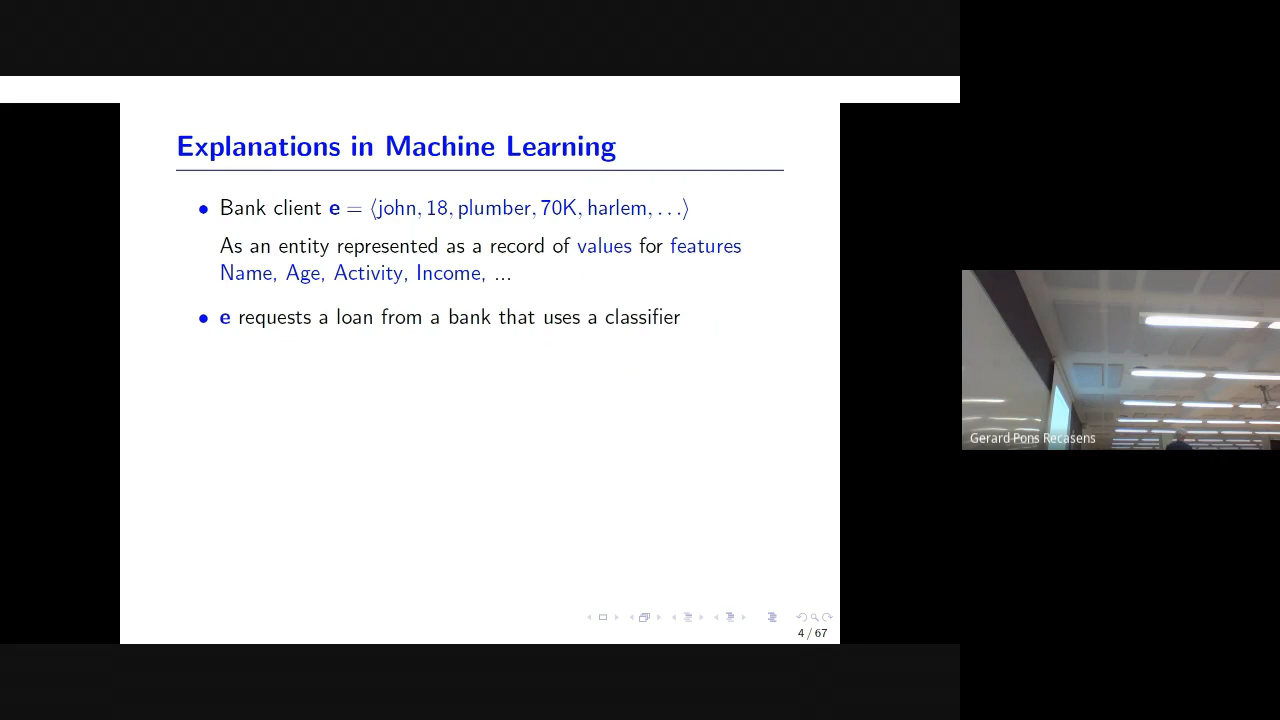 Explanations in Machine Learning
• Bank client e = ⟨john, 18, plumber, 70K, harlem, . . .⟩
As an entity represented as a record of values for features
Name, Age, Activity, Income, ...
• e requests a loan from a bank that uses a classifier
4 / 67
Gerard Pons Recasens